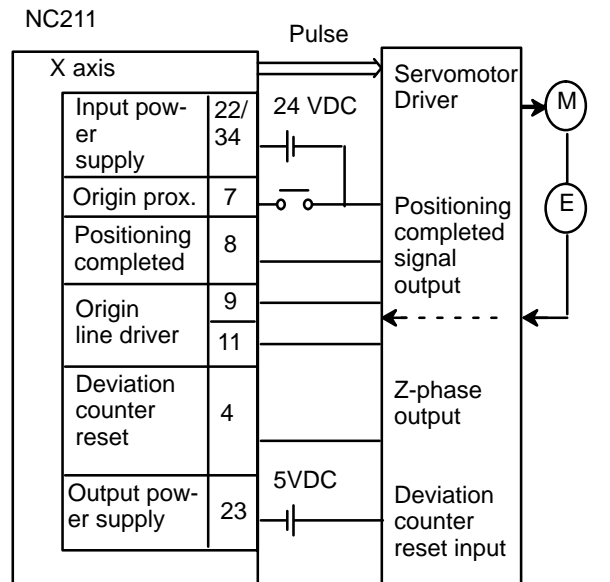 NC211
Pulse
X axis
Servomotor
Driver
M
Input pow-
er
supply
22/
34
24 VDC
Origin prox.
7
Positioning
completed
signal
output
E
Positioning
completed
8
Origin
line driver
9
11
Deviation
counter
reset
4
Z-phase
output
Output pow-
er supply
23
5VDC
Deviation
counter
reset input